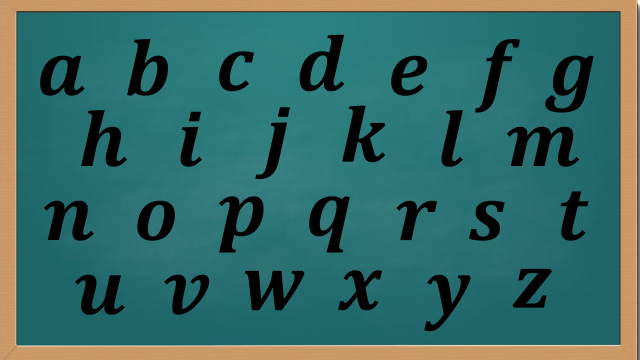 a b c d e f g
h i j k l m
n o p q r s t
u v w x y z